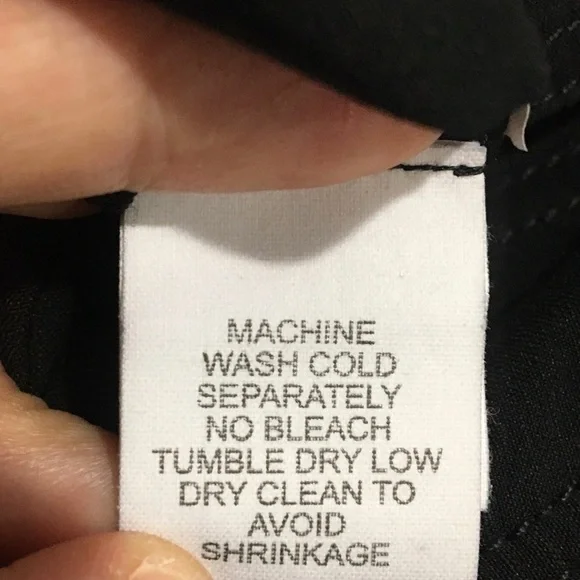 MACHINE
WASH COLD
SEPARATELY
NO BLEACH
TUMBLE DRY LOW
DRY CLEAN TO
AVOID
SHRINKAGE